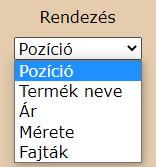 Rendezés
Pozíció
Pozíció
Termék neve
Ár
Mérete
Fajták